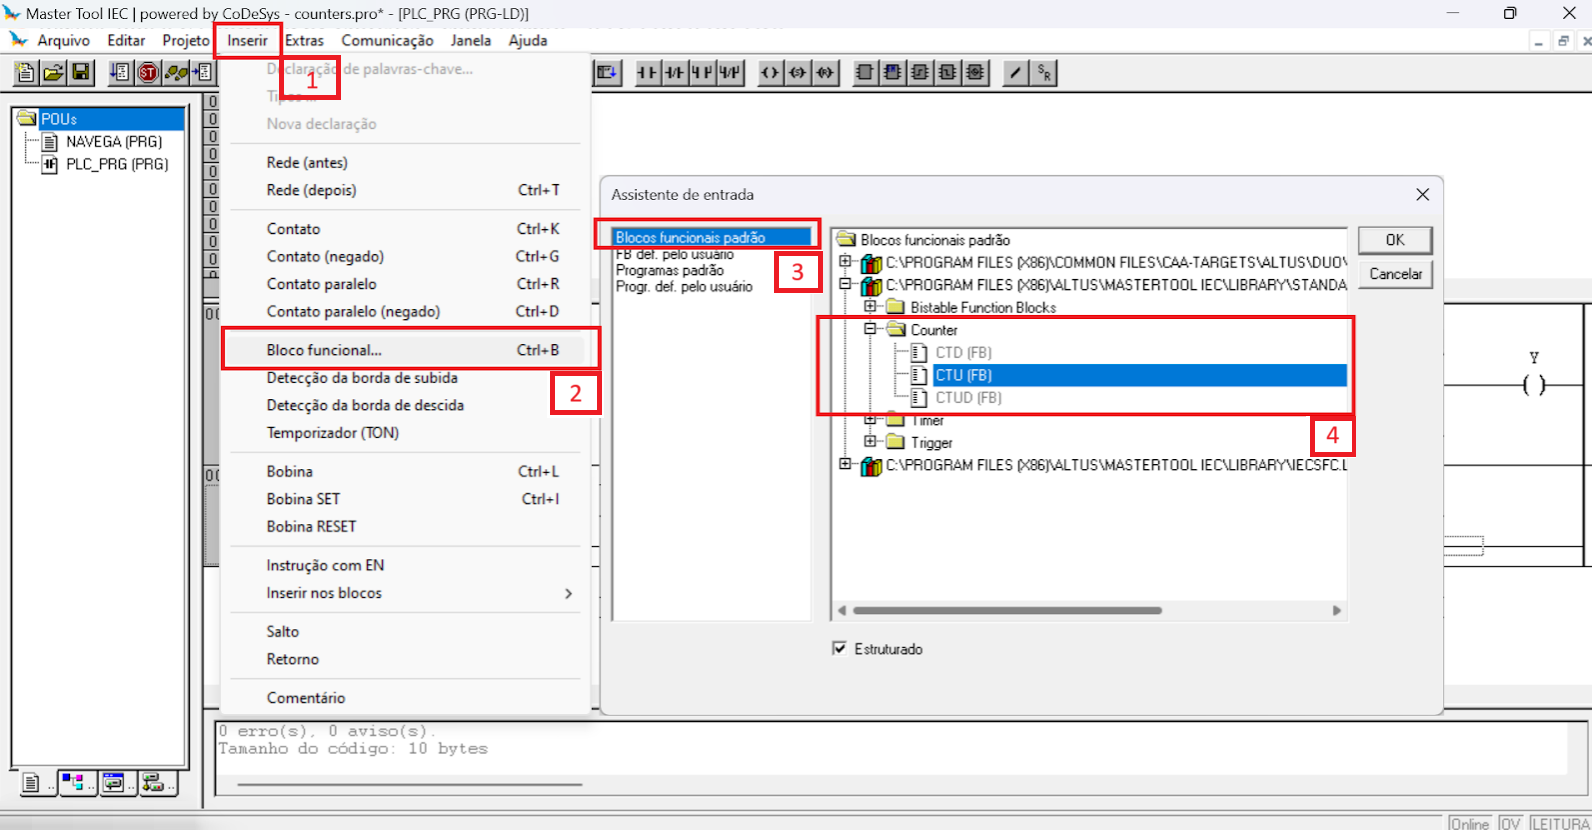 Master Tool IEC | powered by CoDeSys - counters.pro* - [PLC_PRG (PRG-LD)]
Arquivo Editar Projeto Inserir Extras Comunicação Janela Ajuda
1
Declaração de palavras-chave...
Tipos...
Nova declaração
Rede (antes)
Rede (depois) Ctrl+T
Contato Ctrl+K
Contato (negado) Ctrl+G
Contato paralelo Ctrl+R
Contato paralelo (negado) Ctrl+D
Bloco funcional... Ctrl+B
2
Detecção da borda de subida
Detecção da borda de descida
Temporizador (TON)
Bobina Ctrl+L
Bobina SET Ctrl+I
Bobina RESET
Instrução com EN
Inserir nos blocos
Salto
Retorno
Comentário
POUs
NAVEGA (PRG)
PLC_PRG (PRG)
Assistente de entrada
Blocos funcionais padrão
FB def. pelo usuário
Programas padrão
Progr. def. pelo usuário
3
Blocos funcionais padrão
C:\PROGRAM FILES (X86)\COMMON FILES\CAA-TARGETS\ALTUS\DUO\
C:\PROGRAM FILES (X86)\ALTUS\MASTERTOOL IEC\LIBRARY\STANDA
Bistable Function Blocks
Counter
CTD (FB)
CTU (FB)
CTUD (FB)
4
Timer
Trigger
C:\PROGRAM FILES (X86)\ALTUS\MASTERTOOL IEC\LIBRARY\IECSFC.L
OK
Cancelar
Estruturado
Y
0 erro(s), 0 aviso(s).
Tamanho do código: 10 bytes
Online OV LEITURA